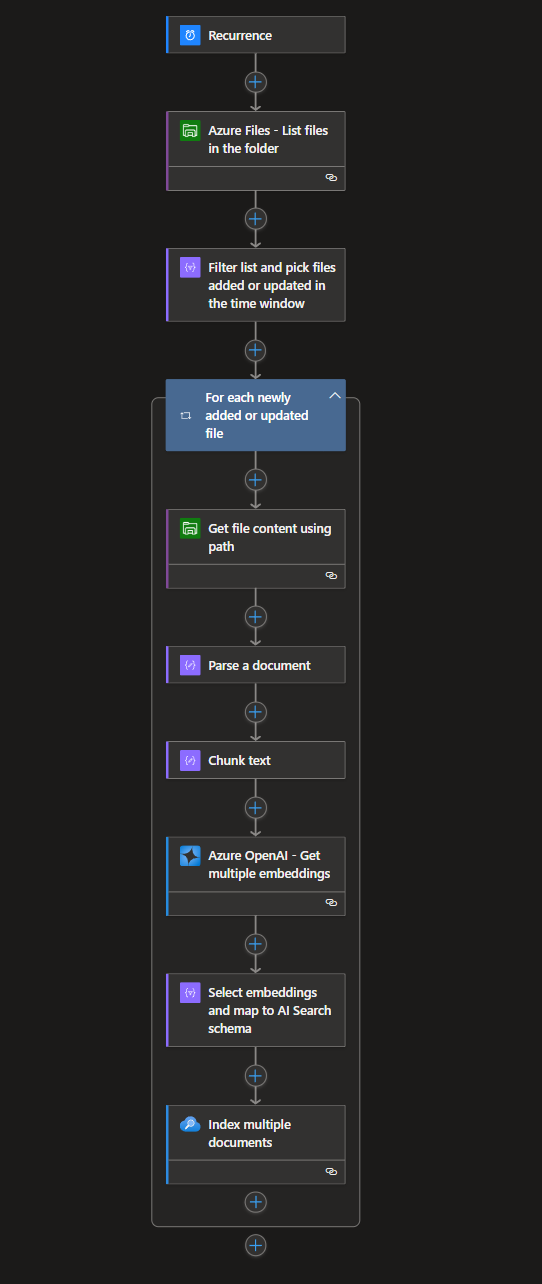 Recurrence
Azure Files - List files
in the folder
Filter list and pick files
added or updated in
the time window
For each newly
added or updated
file
Get file content using
path
Parse a document
Chunk text
Azure OpenAI - Get
multiple embeddings
Select embeddings
and map to AI Search
schema
Index multiple
documents